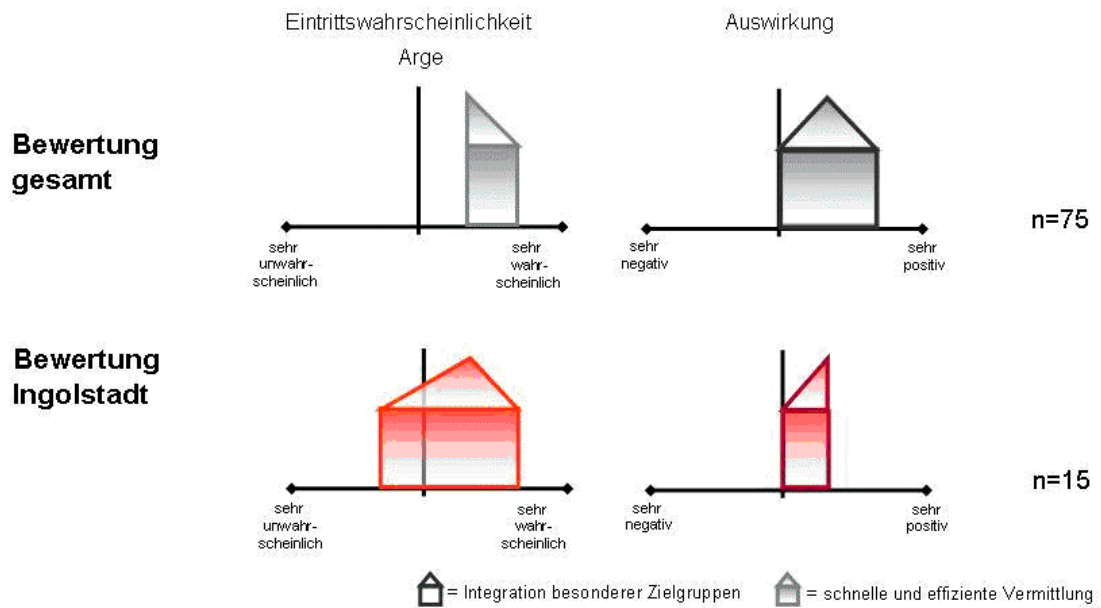 Eintrittswahrscheinlichkeit
Auswirkung
Arge
Bewertung
gesamt
n=75
sehr
unwahr-
scheinlich
sehr
wahr-
scheinlich
sehr
negativ
sehr
positiv
Bewertung
Ingolstadt
n=15
sehr
unwahr-
scheinlich
sehr
wahr-
scheinlich
sehr
negativ
sehr
positiv
= Integration besonderer Zielgruppen
= schnelle und effiziente Vermittlung